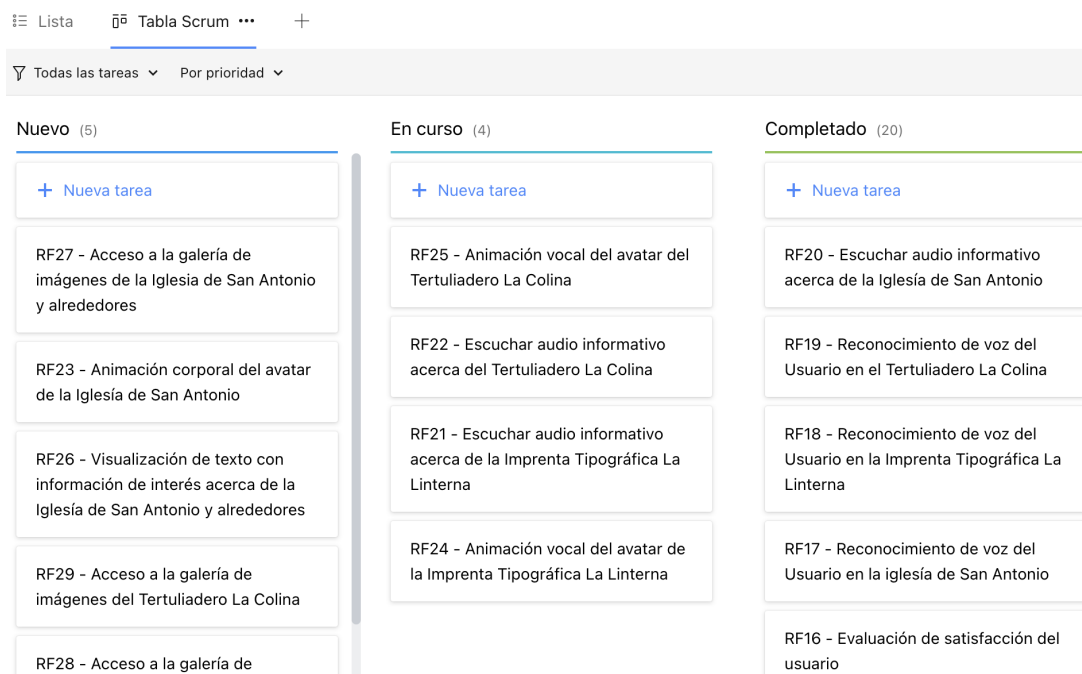 Lista
Tabla Scrum
Todas las tareas
Por prioridad
Nuevo (5)
Nueva tarea
RF27 - Acceso a la galería de
imágenes de la Iglesia de San Antonio
y alrededores
RF23 - Animación corporal del avatar
de la Iglesía de San Antonio
RF26 - Visualización de texto con
información de interés acerca de la
Iglesía de San Antonio y alrededores
RF29 - Acceso a la galería de
imágenes del Tertuliadero La Colina
RF28 - Acceso a la galería de
En curso (4)
Nueva tarea
RF25 - Animación vocal del avatar del
Tertuliadero La Colina
RF22 - Escuchar audio informativo
acerca del Tertuliadero La Colina
RF21 - Escuchar audio informativo
acerca de la Imprenta Tipográfica La
Linterna
RF24 - Animación vocal del avatar de
la Imprenta Tipográfica La Linterna
Completado (20)
Nueva tarea
RF20 - Escuchar audio informativo
acerca de la Iglesía de San Antonio
RF19 - Reconocimiento de voz del
Usuario en el Tertuliadero La Colina
RF18 - Reconocimiento de voz del
Usuario en la Imprenta Tipográfica La
Linterna
RF17 - Reconocimiento de voz del
Usuario en la iglesía de San Antonio
RF16 - Evaluación de satisfacción del
usuario